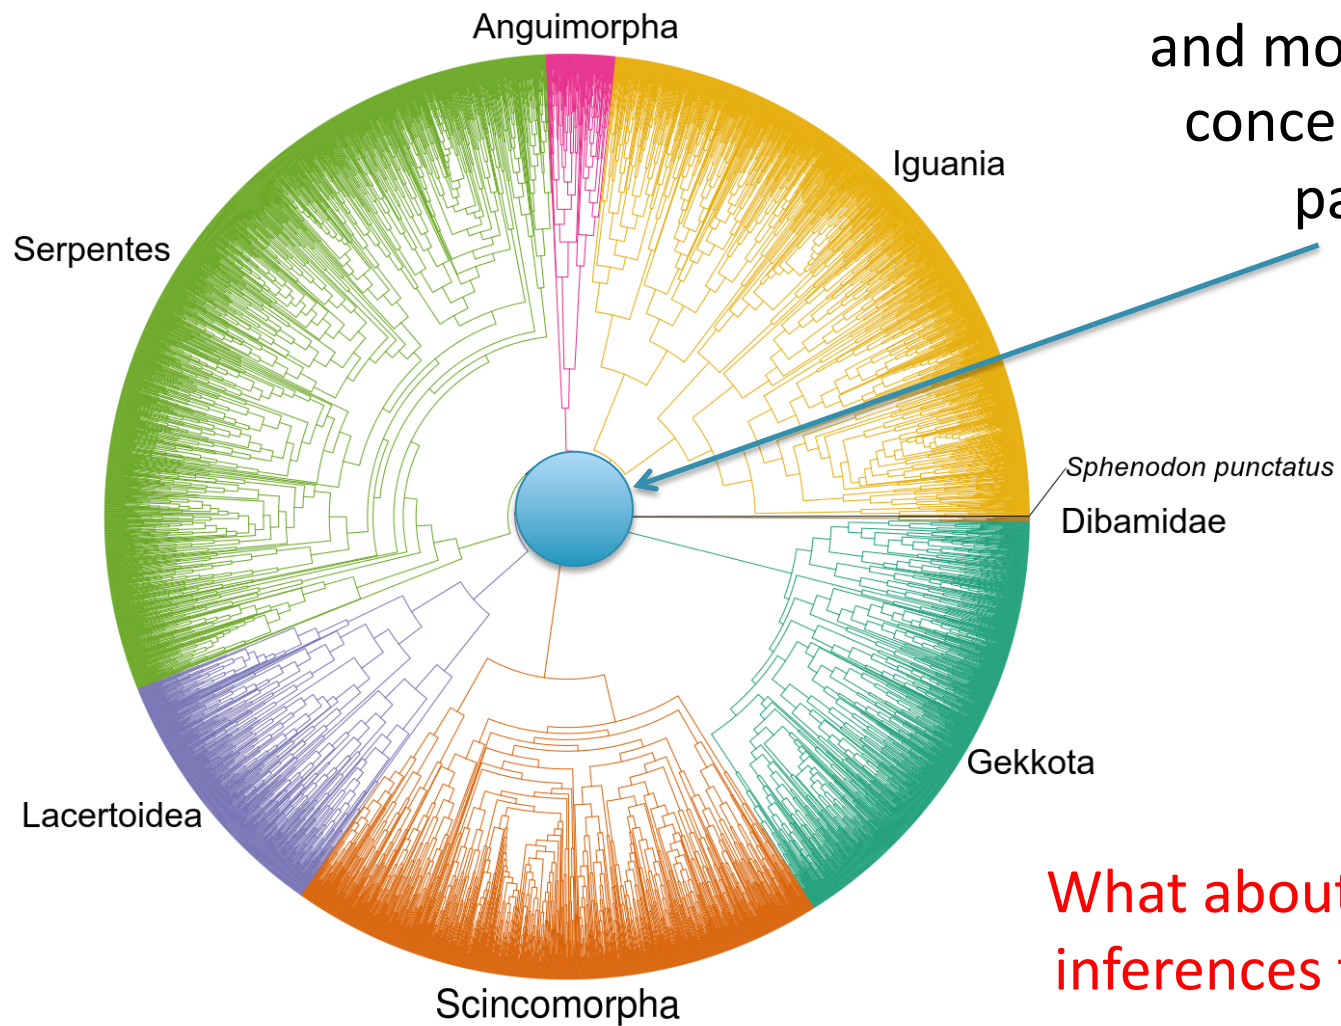 Anguimorpha
and mo
conce
pa
Iguania
Serpentes
Sphenodon punctatus
Dibamidae
Gekkota
Lacertoidea
What about
inferences
Scincomorpha